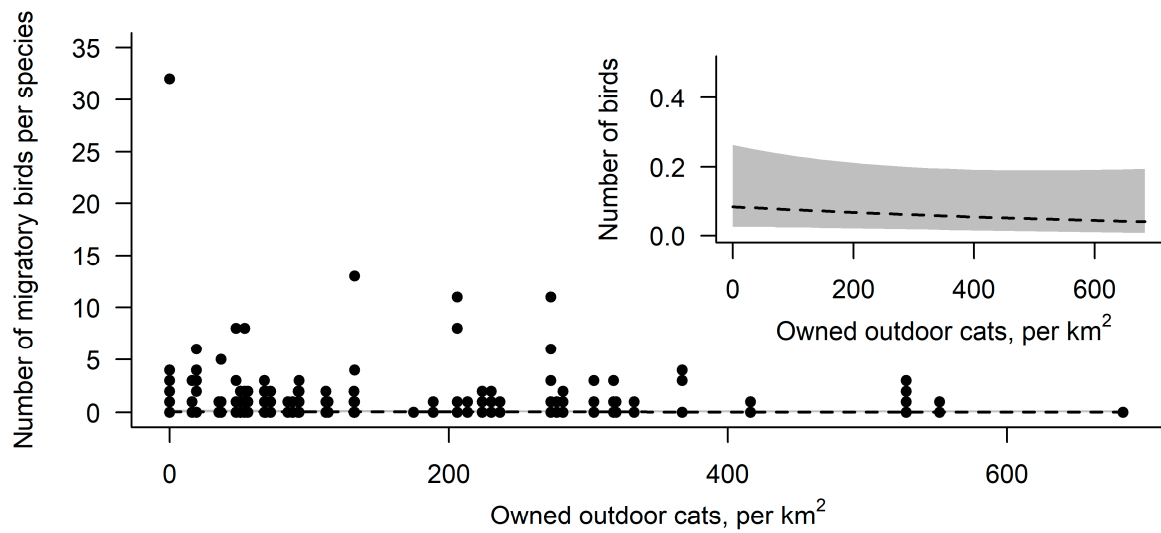 Number of migratory birds per species
35
30
25
20
15
10
5
0
0 200 400 600
Owned outdoor cats, per km²
Number of birds
0.4
0.2
0.0
0 200 400 600
Owned outdoor cats, per km²